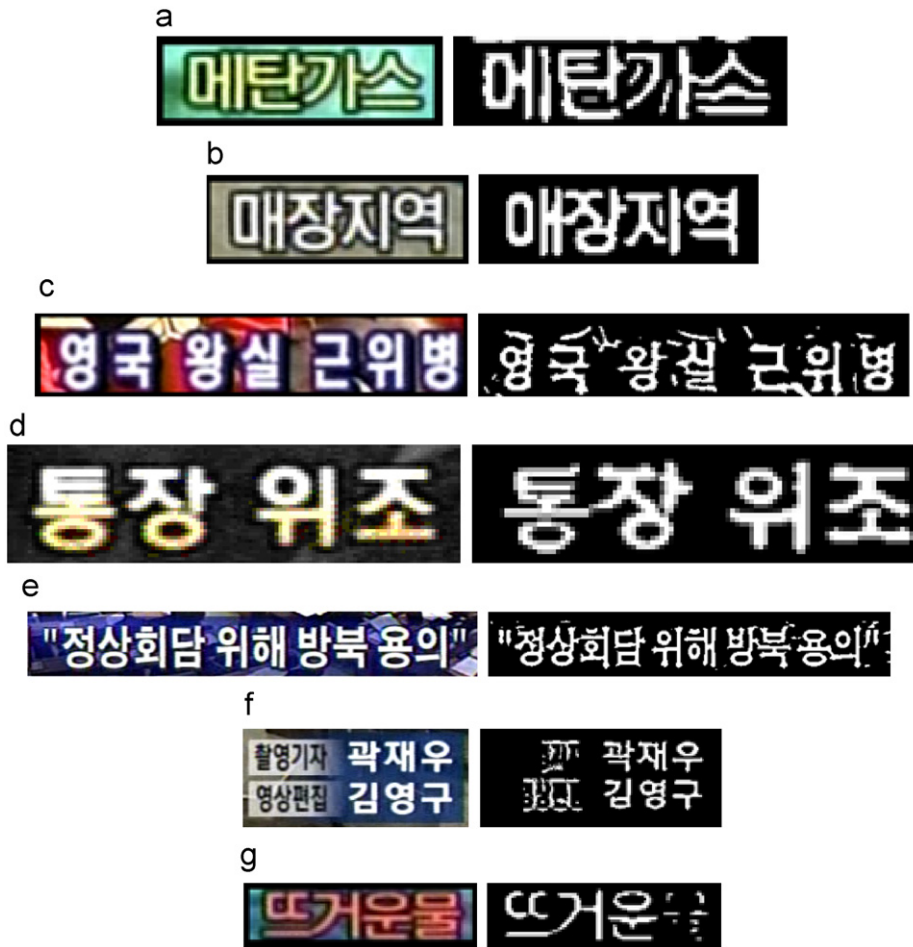 a
메탄가스 메탄가스
b
매장지역 애장지역
c
영국 왕실 근위병 영국 왕실 근위병
d
통장 위조 통장 위조
e
"정상회담 위해 방북 용의" "정상회담 위해 방북 용의"
f
촬영기자 곽재우 곽재우
영상편집 김영구 김영구
g
뜨거운물 뜨거운